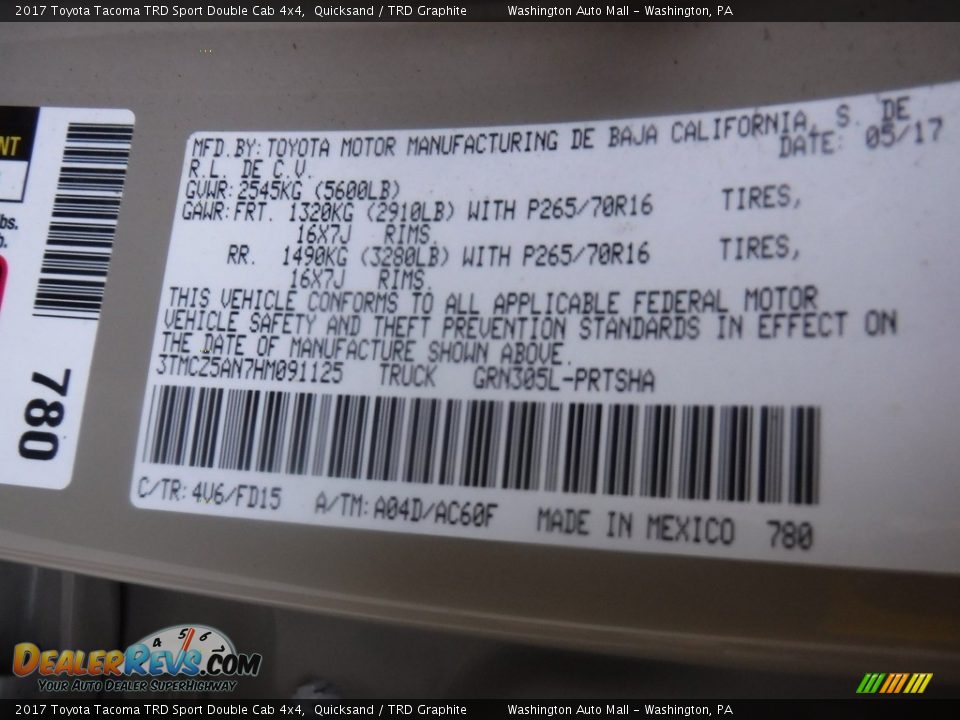 2017 Toyota Tacoma TRD Sport Double Cab 4x4, Quicksand / TRD Graphite Washington Auto Mall - Washington, PA
NT
bs.
b.
780
MFD.BY:TOYOTA MOTOR MANUFACTURING DE BAJA CALIFORNIA, S. DE
R.L. DE C.V. DATE: 05/17
GVWR:2545KG (5600LB)
GAWR:FRT. 1320KG (2910LB) WITH P265/70R16 TIRES,
16X7J RIMS.
RR. 1490KG (3280LB) WITH P265/70R16 TIRES,
16X7J RIMS.
THIS VEHICLE CONFORMS TO ALL APPLICABLE FEDERAL MOTOR
VEHICLE SAFETY AND THEFT PREVENTION STANDARDS IN EFFECT ON
THE DATE OF MANUFACTURE SHOWN ABOVE.
3TMCZ5AN7HM091125 TRUCK GRN305L-PRTSHA
C/TR:4V6/FD15 A/TM:A04D/AC60F MADE IN MEXICO 780
4 5 6
DealerRevs.com
Your Auto Dealer SuperHighway
2017 Toyota Tacoma TRD Sport Double Cab 4x4, Quicksand / TRD Graphite Washington Auto Mall - Washington, PA